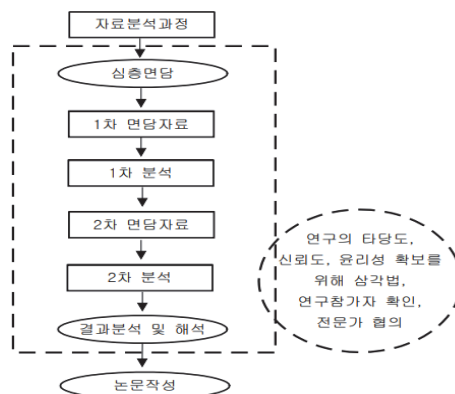 자료분석과정
심층면담
1차 면담자료
1차 분석
2차 면담자료
2차 분석
결과분석 및 해석
논문작성
연구의 타당도,
신뢰도, 윤리성 확보를
위해 삼각법,
연구참가자 확인,
전문가 협의